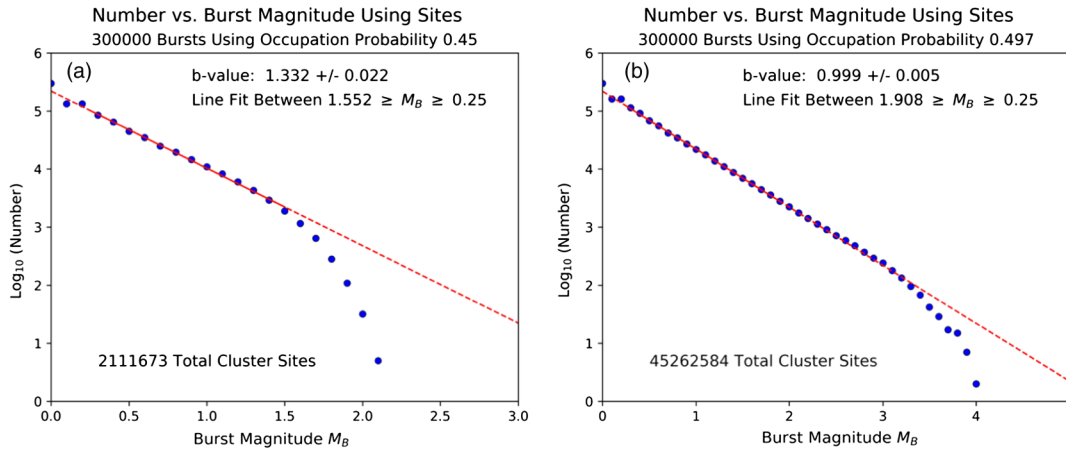 Number vs. Burst Magnitude Using Sites
300000 Bursts Using Occupation Probability 0.45
(a)
b-value: 1.332 +/- 0.022
Line Fit Between 1.552 ≥ M_B ≥ 0.25
2111673 Total Cluster Sites
Log10 (Number)
6
5
4
3
2
1
0
0.0 0.5 1.0 1.5 2.0 2.5 3.0
Burst Magnitude M_B
Number vs. Burst Magnitude Using Sites
300000 Bursts Using Occupation Probability 0.497
(b)
b-value: 0.999 +/- 0.005
Line Fit Between 1.908 ≥ M_B ≥ 0.25
45262584 Total Cluster Sites
Log10 (Number)
6
5
4
3
2
1
0
0 1 2 3 4
Burst Magnitude M_B